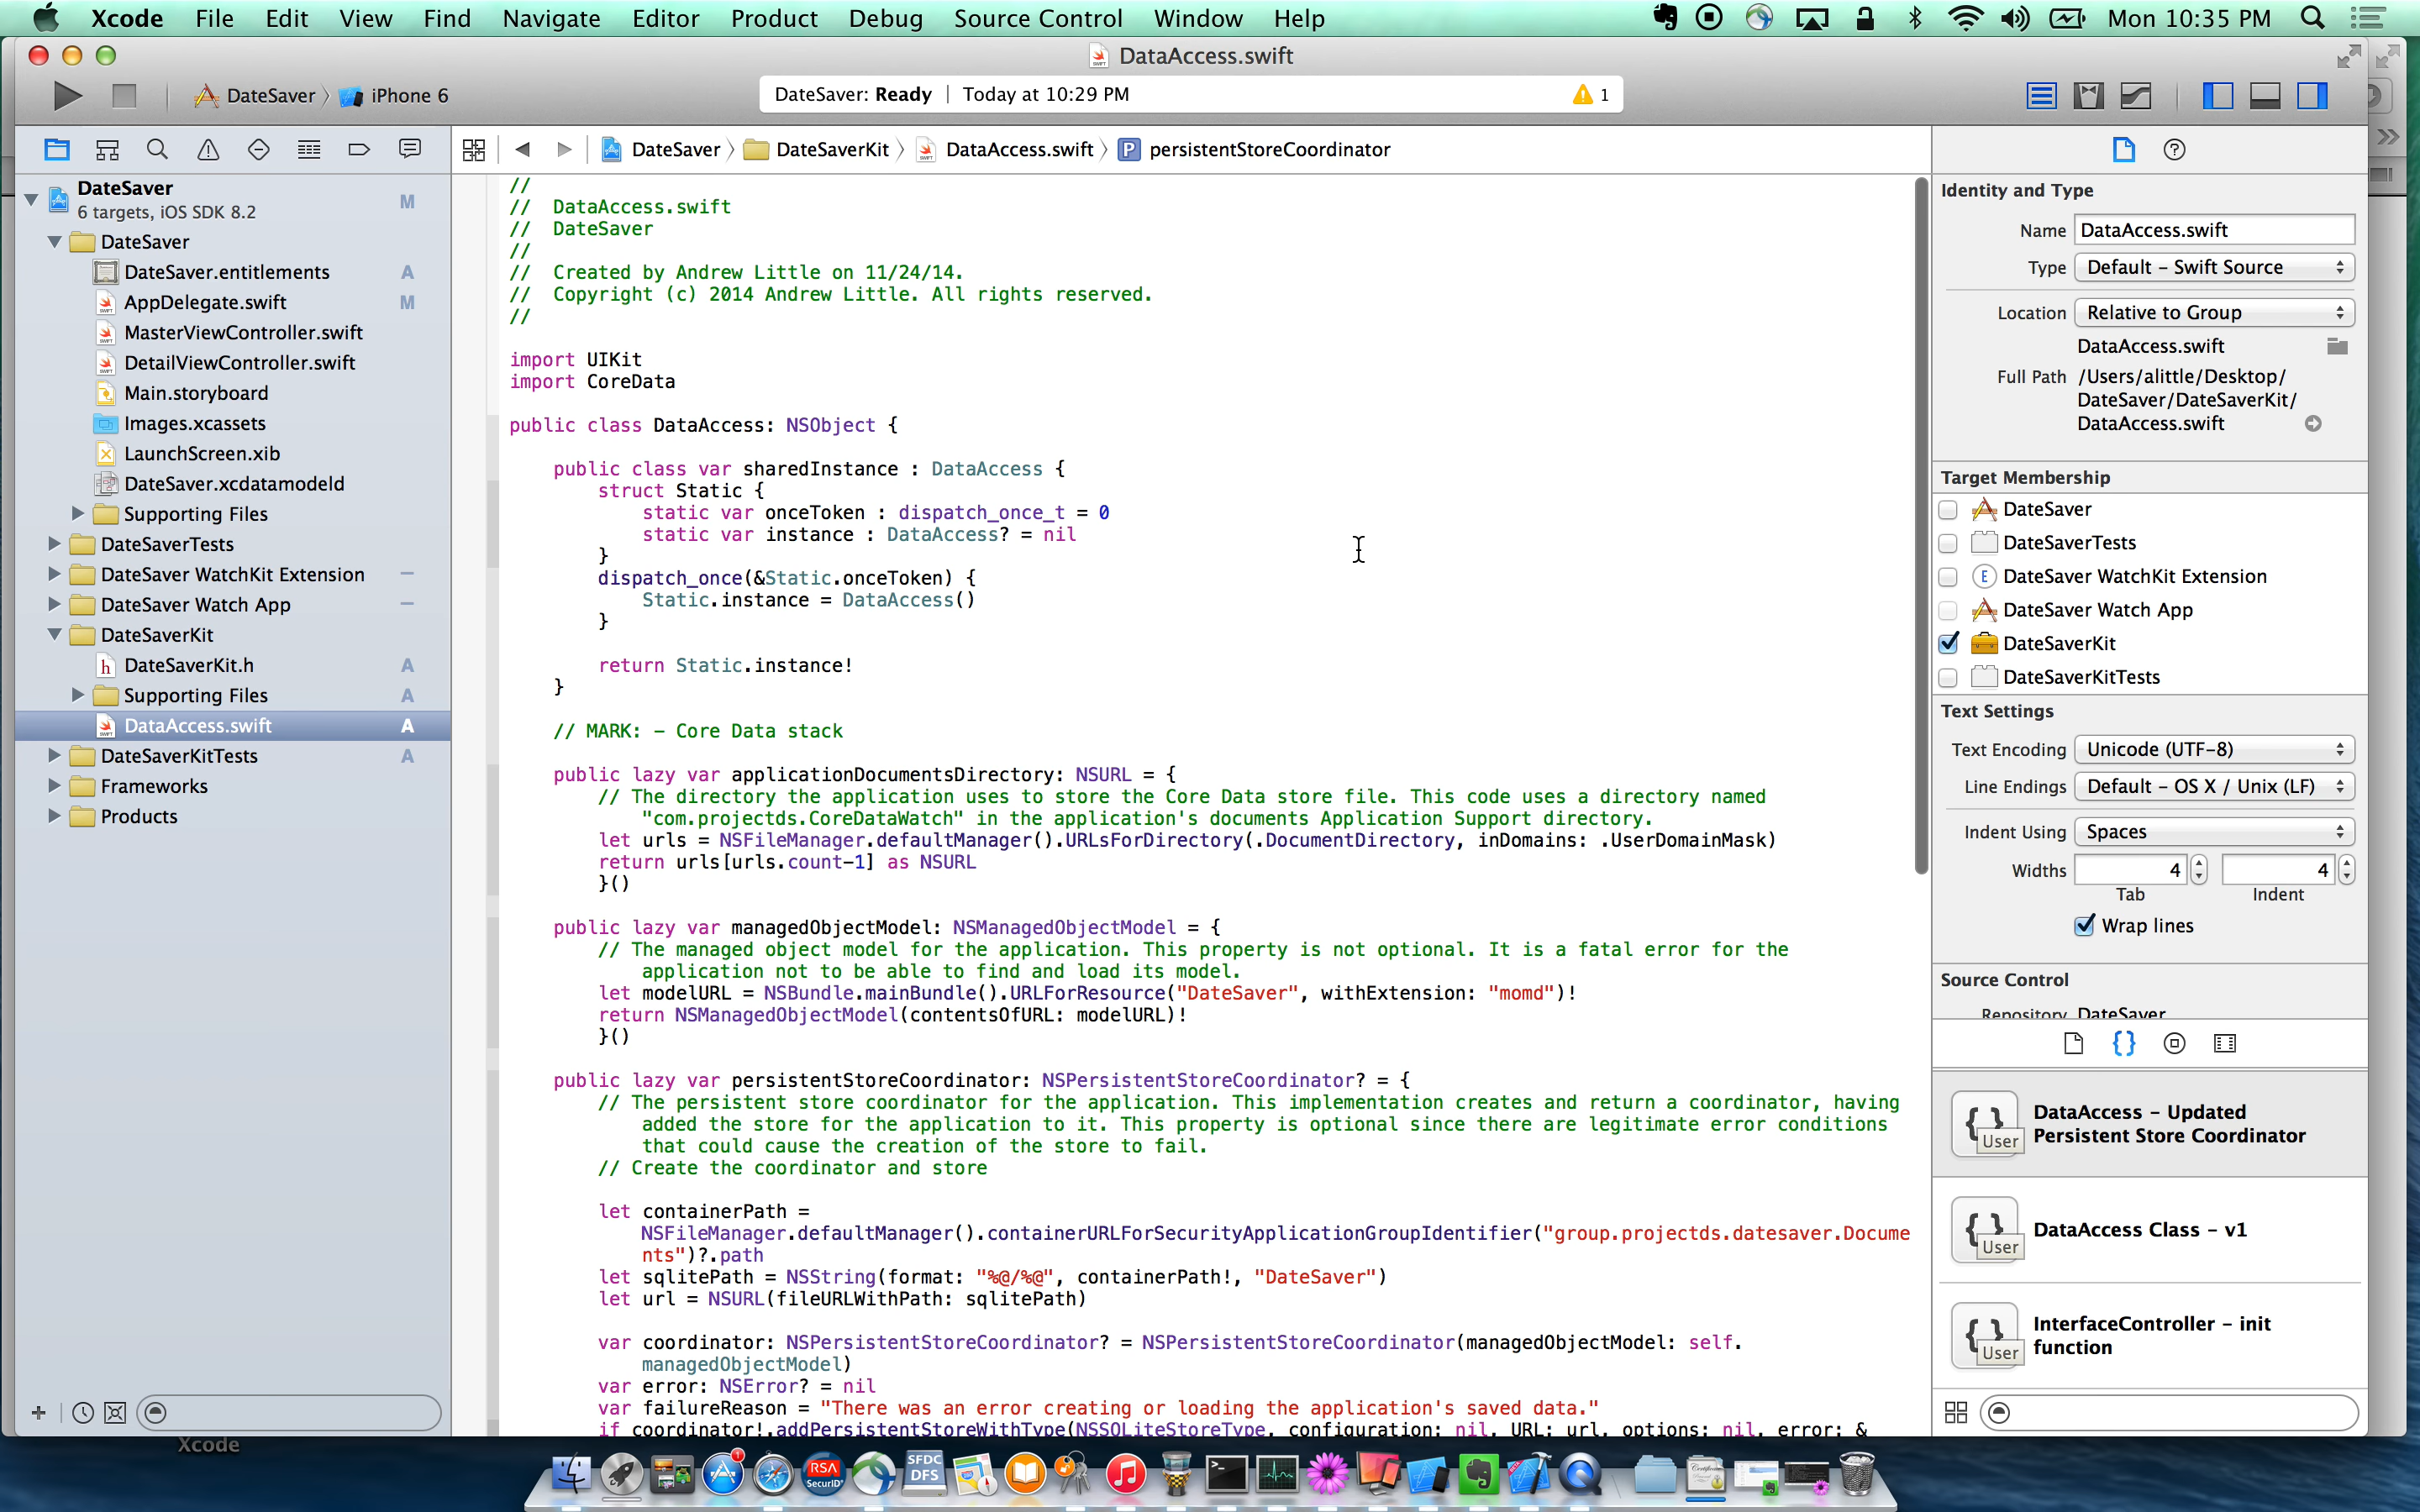 Xcode File Edit View Find Navigate Editor Product Debug Source Control Window Help Mon 10:35 PM
DataAccess.swift
DateSaver iPhone 6
DateSaver: Ready | Today at 10:29 PM 1
DateSaver DateSaverKit DataAccess.swift P persistentStoreCoordinator
DateSaver M
6 targets, iOS SDK 8.2
DateSaver
DateSaver.entitlements A
AppDelegate.swift M
MasterViewController.swift
DetailViewController.swift
Main.storyboard
Images.xcassets
LaunchScreen.xib
DateSaver.xcdatamodeld
Supporting Files
DateSaverTests
DateSaver WatchKit Extension
DateSaver Watch App
DateSaverKit
h DateSaverKit.h A
Supporting Files A
DataAccess.swift A
DateSaverKitTests A
Frameworks
Products
//
//  DataAccess.swift
//  DateSaver
//
//  Created by Andrew Little on 11/24/14.
//  Copyright (c) 2014 Andrew Little. All rights reserved.
//
import UIKit
import CoreData
public class DataAccess: NSObject {
public class var sharedInstance : DataAccess {
struct Static {
static var onceToken : dispatch_once_t = 0
static var instance : DataAccess? = nil
}
dispatch_once(&Static.onceToken) {
Static.instance = DataAccess()
}
return Static.instance!
}
// MARK: - Core Data stack
public lazy var applicationDocumentsDirectory: NSURL = {
// The directory the application uses to store the Core Data store file. This code uses a directory named
"com.projectds.CoreDataWatch" in the application's documents Application Support directory.
let urls = NSFileManager.defaultManager().URLsForDirectory(.DocumentDirectory, inDomains: .UserDomainMask)
return urls[urls.count-1] as NSURL
}()
public lazy var managedObjectModel: NSManagedObjectModel = {
// The managed object model for the application. This property is not optional. It is a fatal error for the
application not to be able to find and load its model.
let modelURL = NSBundle.mainBundle().URLForResource("DateSaver", withExtension: "momd")!
return NSManagedObjectModel(contentsOfURL: modelURL)!
}()
public lazy var persistentStoreCoordinator: NSPersistentStoreCoordinator? = {
// The persistent store coordinator for the application. This implementation creates and return a coordinator, having
added the store for the application to it. This property is optional since there are legitimate error conditions
that could cause the creation of the store to fail.
// Create the coordinator and store
let containerPath =
NSFileManager.defaultManager().containerURLForSecurityApplicationGroupIdentifier("group.projectds.datesaver.Docume
nts")?.path
let sqlitePath = NSString(format: "%@/%@", containerPath!, "DateSaver")
let url = NSURL(fileURLWithPath: sqlitePath)
var coordinator: NSPersistentStoreCoordinator? = NSPersistentStoreCoordinator(managedObjectModel: self.
managedObjectModel)
var error: NSError? = nil
var failureReason = "There was an error creating or loading the application's saved data."
if coordinator!.addPersistentStoreWithType(NSSQLiteStoreType, configuration: nil, URL: url, options: nil, error: &
Identity and Type
Name DataAccess.swift
Type Default - Swift Source
Location Relative to Group
DataAccess.swift
Full Path /Users/alittle/Desktop/
DateSaver/DateSaverKit/
DataAccess.swift
Target Membership
DateSaver
DateSaverTests
E DateSaver WatchKit Extension
DateSaver Watch App
DateSaverKit
DateSaverKitTests
Text Settings
Text Encoding Unicode (UTF-8)
Line Endings Default - OS X / Unix (LF)
Indent Using Spaces
Widths 4 4
Tab Indent
Wrap lines
Source Control
Repository DateSaver
{ } User DataAccess - Updated
Persistent Store Coordinator
{ } User DataAccess Class - v1
{ } User InterfaceController - init
function
Xcode
1
RSA
SecurID
SFDC
DFS